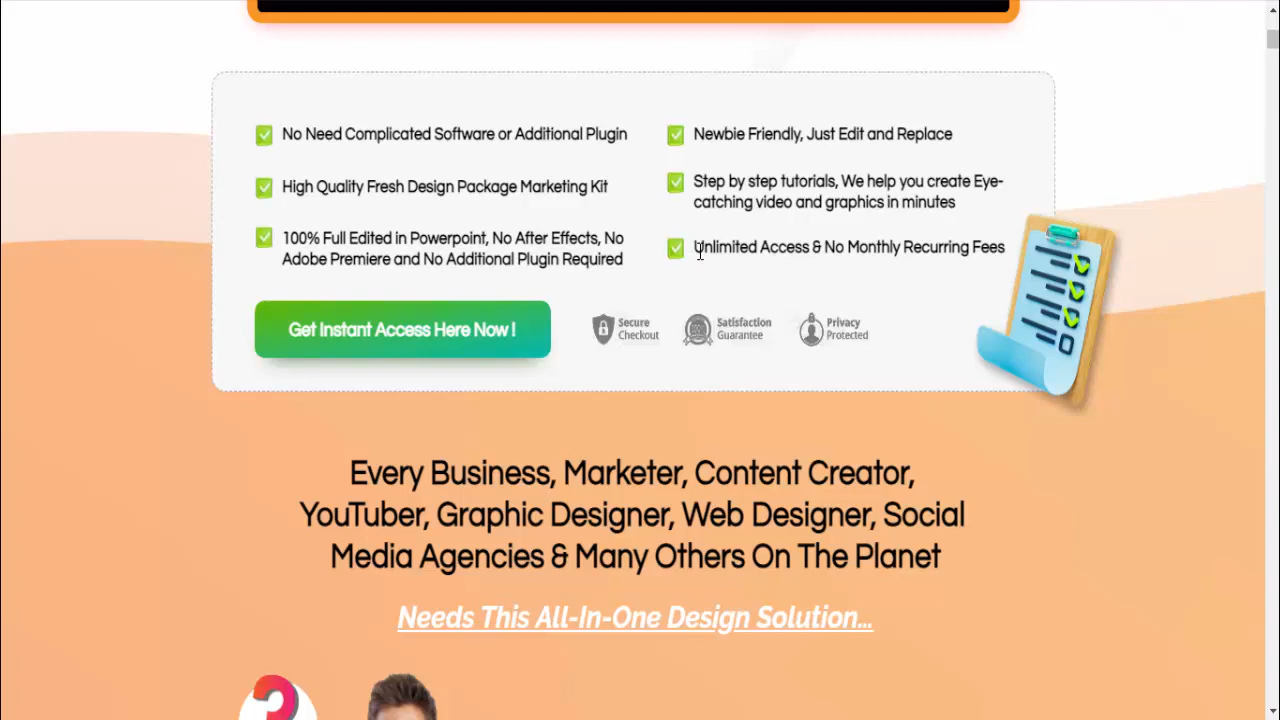 No Need Complicated Software or Additional Plugin
High Quality Fresh Design Package Marketing Kit
100% Full Edited in Powerpoint, No After Effects, No
Adobe Premiere and No Additional Plugin Required
Newbie Friendly, Just Edit and Replace
Step by step tutorials, We help you create Eye-
catching video and graphics in minutes
Unlimited Access & No Monthly Recurring Fees
Get Instant Access Here Now !
Secure
Checkout
Satisfaction
Guarantee
Privacy
Protected
Every Business, Marketer, Content Creator,
YouTuber, Graphic Designer, Web Designer, Social
Media Agencies & Many Others On The Planet
Needs This All-In-One Design Solution...